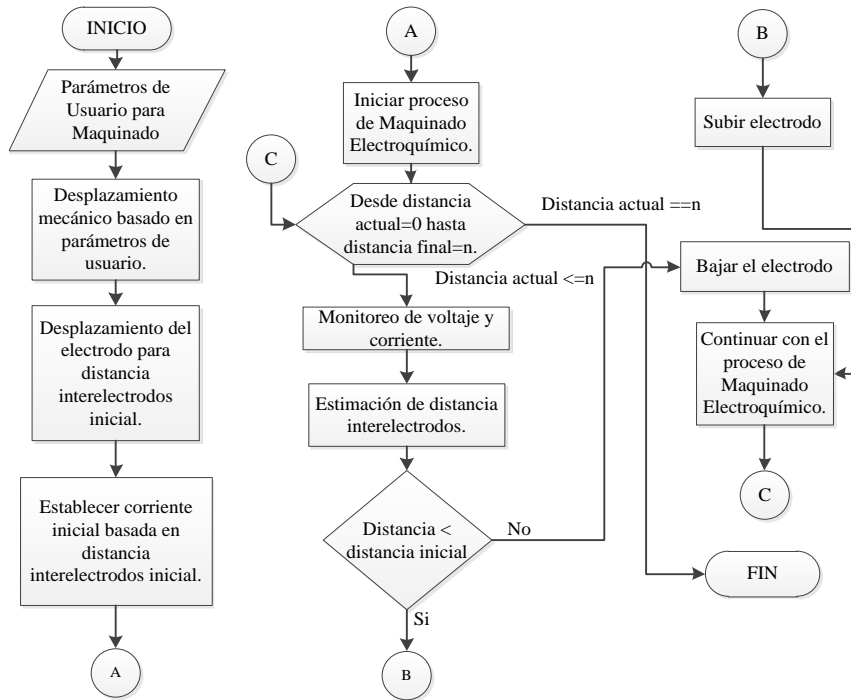 INICIO
Parámetros de
Usuario para
Maquinado
Desplazamiento
mecánico basado en
parámetros de
usuario.
Desplazamiento del
electrodo para
distancia
interelectrodos
inicial.
Establecer corriente
inicial basada en
distancia
interelectrodos inicial.
A
A
Iniciar proceso
de Maquinado
Electroquímico.
C
Desde distancia
actual=0 hasta
distancia final=n.
Distancia actual ==n
Distancia actual <=n
Monitoreo de voltaje y
corriente.
Estimación de distancia
interelectrodos.
Distancia <
distancia inicial
No
Si
B
B
Subir electrodo
Bajar el electrodo
Continuar con el
proceso de
Maquinado
Electroquímico.
C
FIN